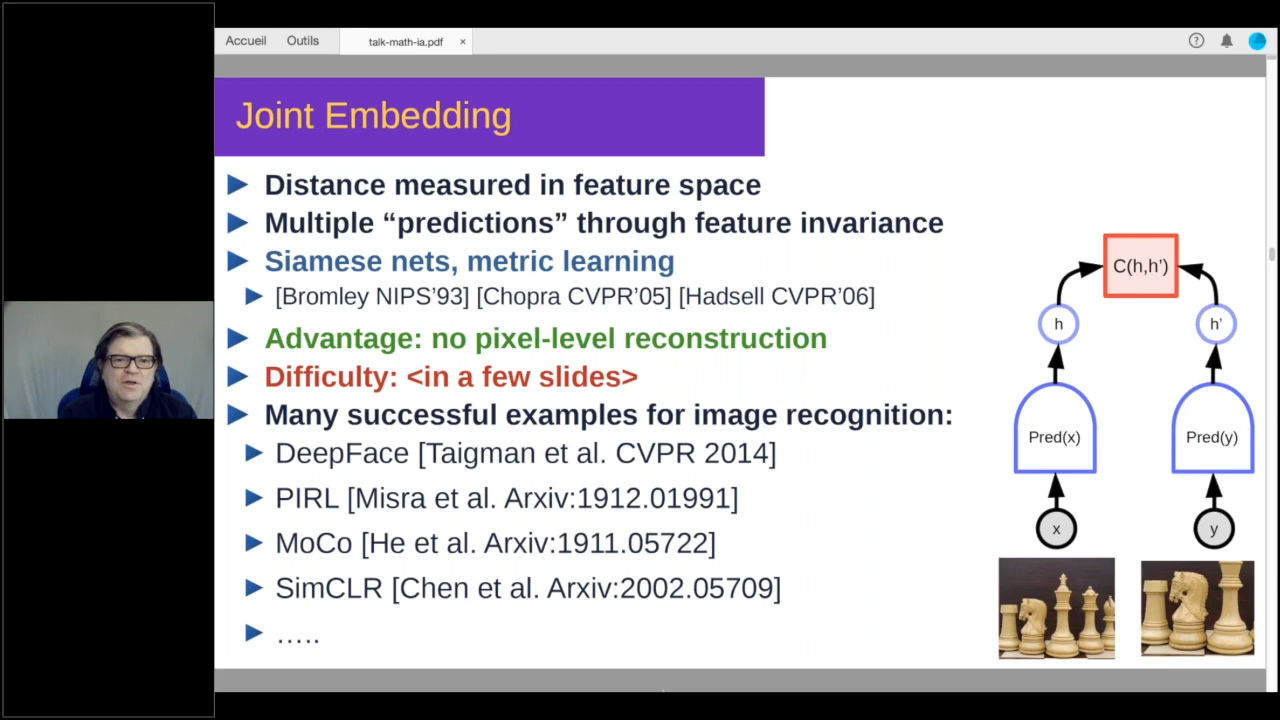 Accueil Outils talk-math-ia.pdf ×
Joint Embedding
Distance measured in feature space
Multiple “predictions” through feature invariance
Siamese nets, metric learning
[Bromley NIPS’93] [Chopra CVPR’05] [Hadsell CVPR’06]
Advantage: no pixel-level reconstruction
Difficulty: <in a few slides>
Many successful examples for image recognition:
DeepFace [Taigman et al. CVPR 2014]
PIRL [Misra et al. Arxiv:1912.01991]
MoCo [He et al. Arxiv:1911.05722]
SimCLR [Chen et al. Arxiv:2002.05709]
…..
C(h,h’)
h h’
Pred(x) Pred(y)
x y